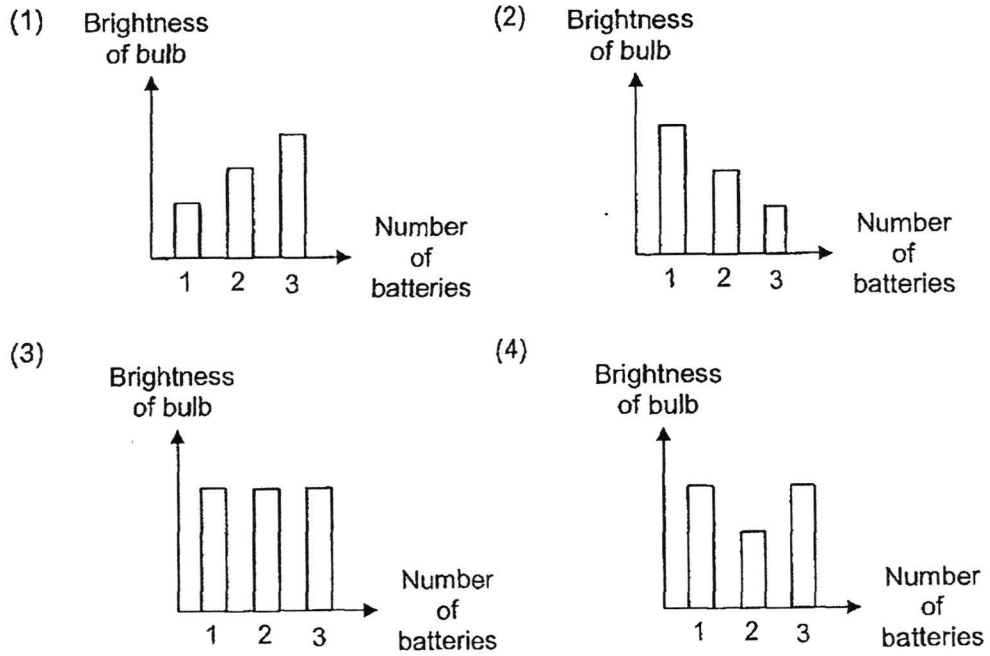 (1)
Brightness
of bulb
Number
of
batteries
1 2 3
(2)
Brightness
of bulb
Number
of
batteries
1 2 3
(3)
Brightness
of bulb
Number
of
batteries
1 2 3
(4)
Brightness
of bulb
Number
of
batteries
1 2 3